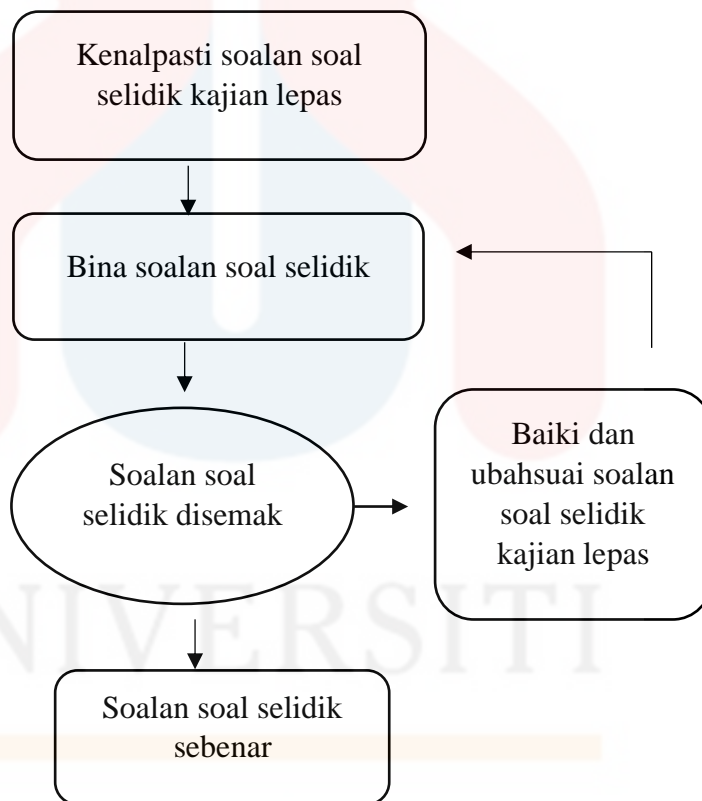 Kenalpasti soalan soal
selidik kajian lepas
Bina soalan soal selidik
Soalan soal
selidik disemak
Baiki dan
ubahsuai soalan
soal selidik
kajian lepas
NIVERSITI
Soalan soal selidik
sebenar